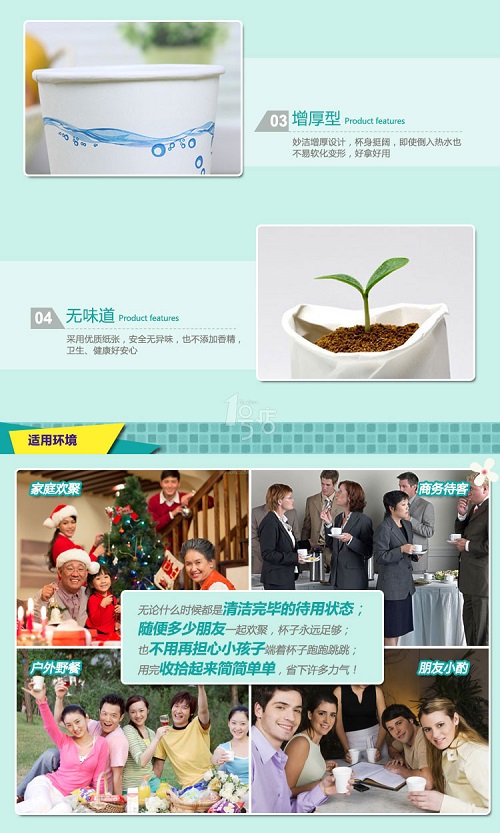 03 增厚型 Product features
妙洁增厚设计，杯身挺阔，即使倒入热水也
不易软化变形，好拿好用
04 无味道 Product features
采用优质纸张，安全无异味，也不添加香精，
卫生、健康好安心
1号店
适用环境
家庭欢聚
商务待客
无论什么时候都是清洁完毕的待用状态；
随便多少朋友一起欢聚，杯子永远足够；
也不用再担心小孩子端着杯子跑跑跳跳；
用完收拾起来简简单单，省下许多力气！
户外野餐
朋友小酌